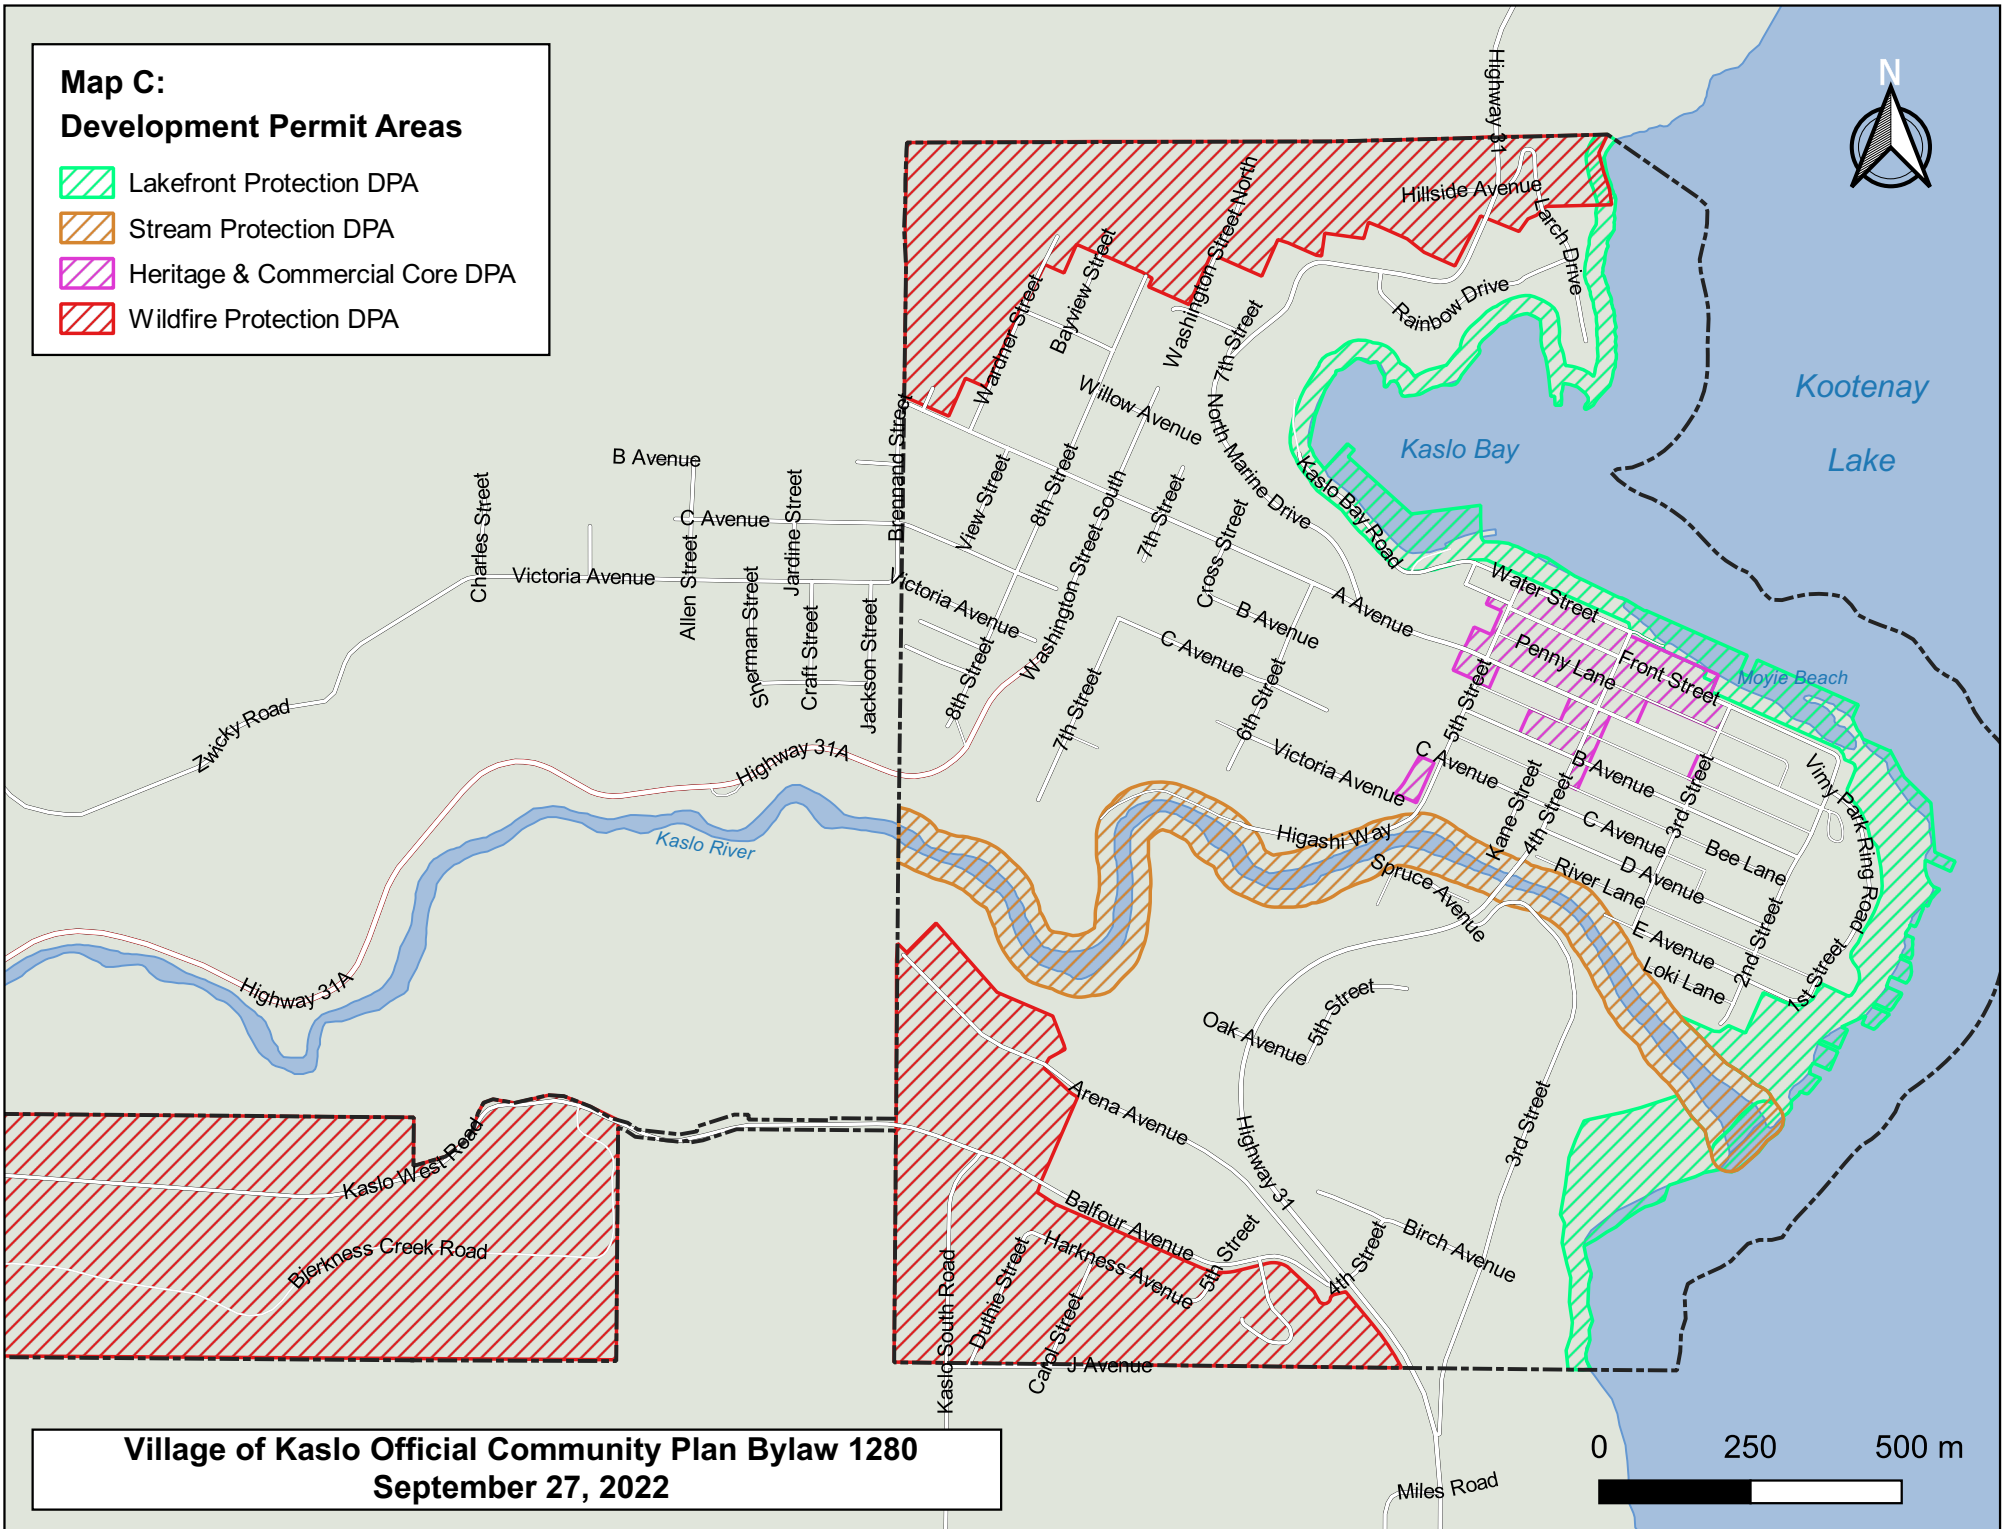 Map C:
Development Permit Areas
Lakefront Protection DPA
Stream Protection DPA
Heritage & Commercial Core DPA
Wildfire Protection DPA
N
Highway 31
Hillside Avenue
Larch Drive
Rainbow Drive
Washington Street North
Bayview Street
Wardner Street
7th Street
Willow Avenue
North Marine Drive
Kootenay
Lake
Kaslo Bay
Kaslo Bay Road
B Avenue
C Avenue
Charles Street
Victoria Avenue
Allen Street
Jardine Street
Sherman Street
Craft Street
Jackson Street
Brennand Street
View Street
8th Street
Washington Street South
7th Street
Cross Street
Victoria Avenue
8th Street
B Avenue
A Avenue
C Avenue
6th Street
7th Street
Victoria Avenue
Water Street
Penny Lane
Front Street
Moyie Beach
5th Street
C Avenue
B Avenue
Kane Street
4th Street
3rd Street
C Avenue
Bee Lane
D Avenue
River Lane
E Avenue
Loki Lane
2nd Street
1st Street
Vimy Park Ring Road
Zwicky Road
Highway 31A
Kaslo River
Highway 31A
Higashi Way
Spruce Avenue
5th Street
Oak Avenue
Arena Avenue
Highway 31
3rd Street
Kaslo West Road
Bjerkness Creek Road
Balfour Avenue
Harkness Avenue
5th Street
4th Street
Birch Avenue
Kaslo South Road
Duthie Street
Carol Street
J Avenue
Miles Road
Village of Kaslo Official Community Plan Bylaw 1280
September 27, 2022
0 250 500 m